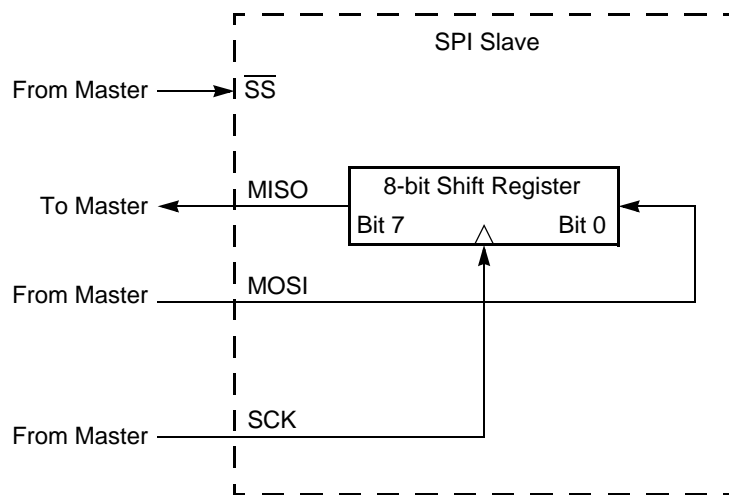 SPI Slave
From Master
SS
To Master
MISO
8-bit Shift Register
Bit 7
Bit 0
From Master
MOSI
From Master
SCK